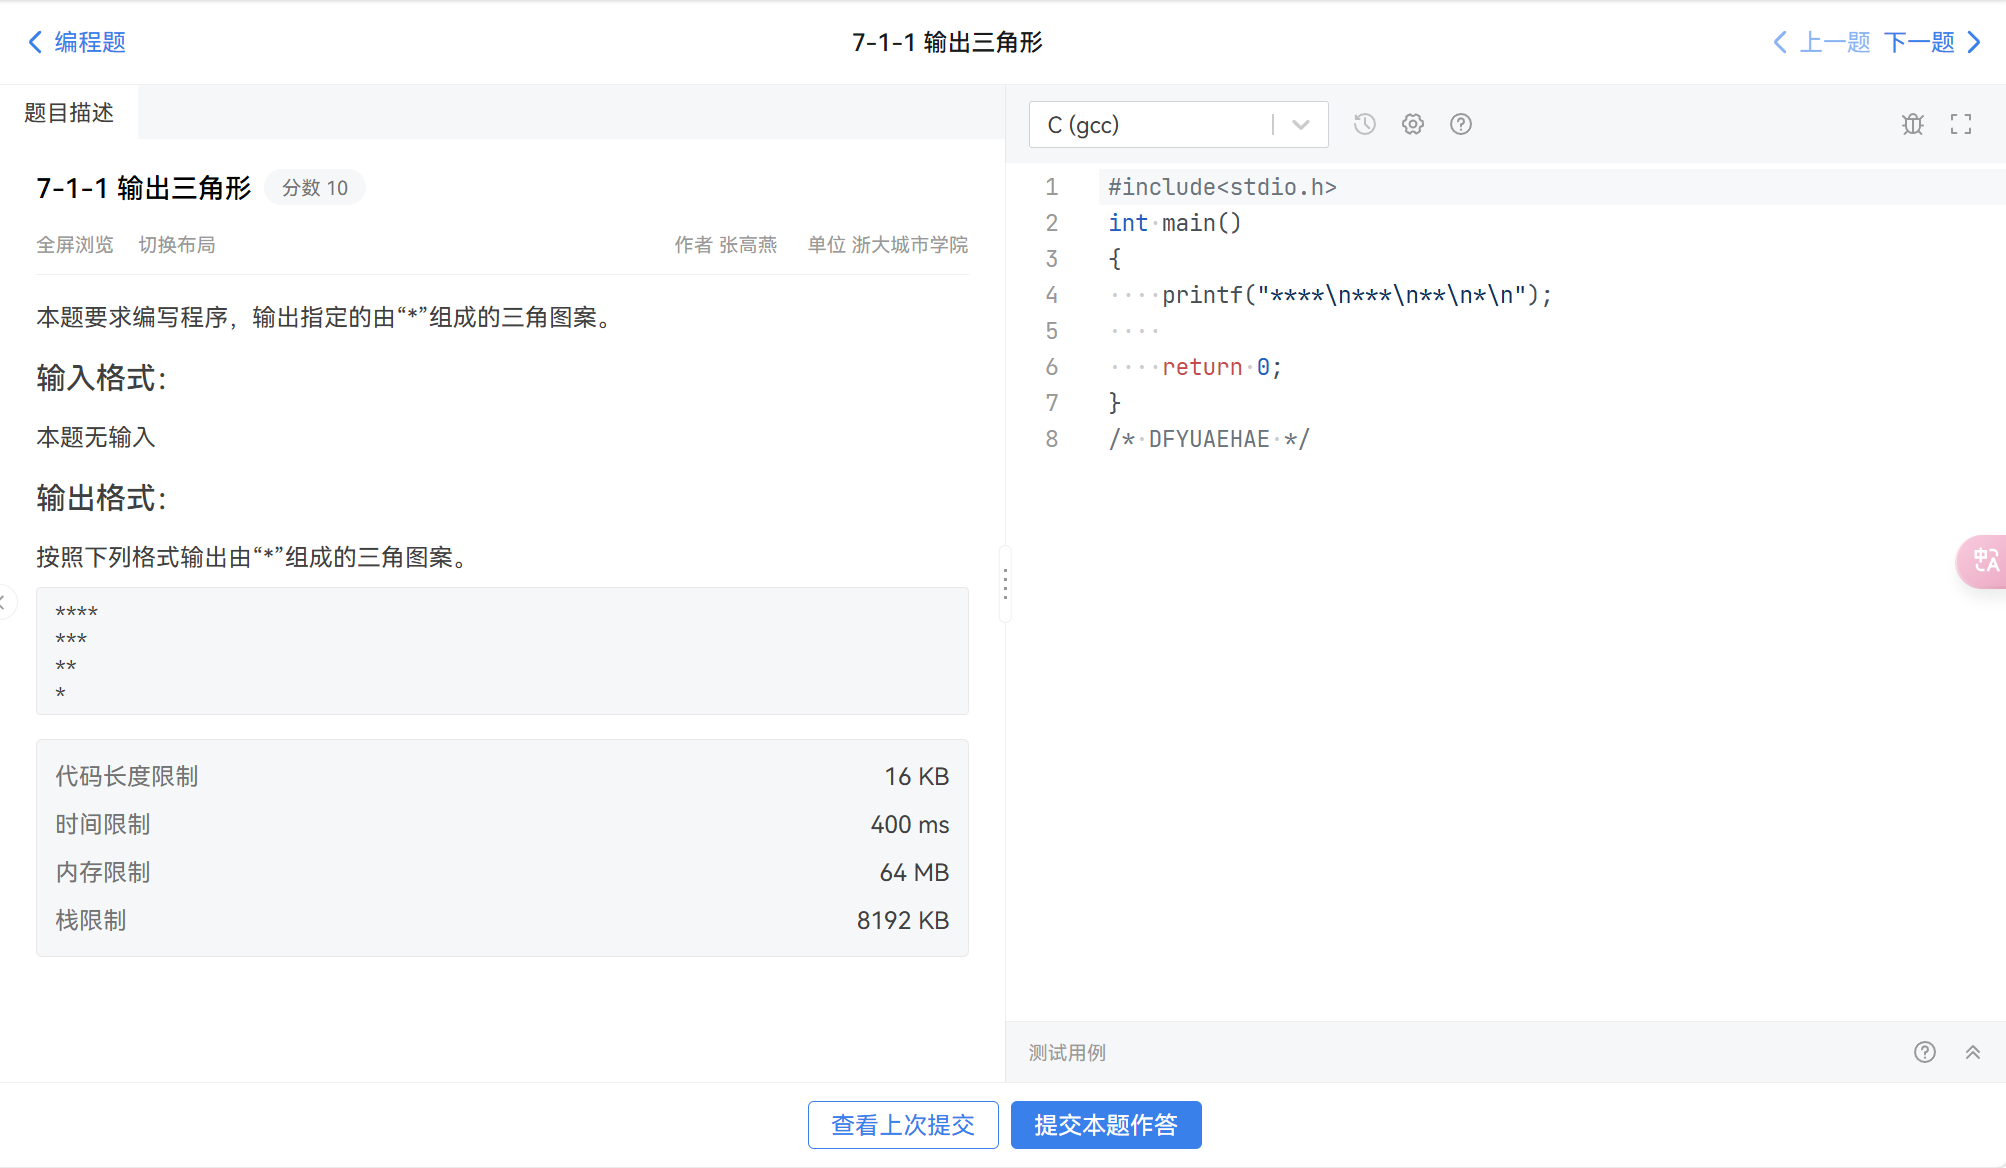 编程题
7-1-1 输出三角形
上一题 下一题
题目描述
7-1-1 输出三角形 分数 10
全屏浏览 切换布局 作者 张高燕 单位 浙大城市学院
本题要求编写程序，输出指定的由“*”组成的三角图案。
输入格式：
本题无输入
输出格式：
按照下列格式输出由“*”组成的三角图案。
****
***
**
*
代码长度限制 16 KB
时间限制 400 ms
内存限制 64 MB
栈限制 8192 KB
C (gcc)
1 #include<stdio.h>
2 int main()
3 {
4     printf("****\n***\n**\n*\n");
5
6     return 0;
7 }
8 /* DFYUAEHAE */
中A
测试用例
查看上次提交 提交本题作答